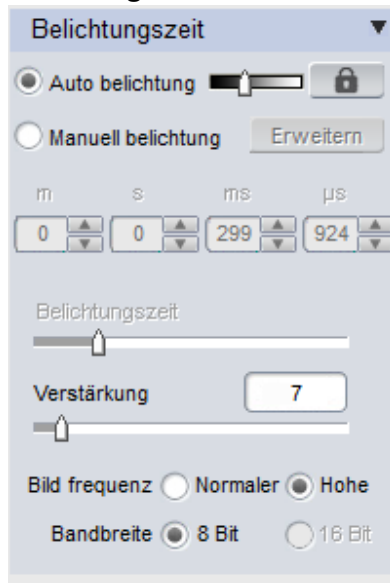 Belichtungszeit
Auto belichtung
Manuell belichtung Erweitern
m s ms µs
0 0 299 924
Belichtungszeit
Verstärkung 7
Bild frequenz Normaler Hohe
Bandbreite 8 Bit 16 Bit